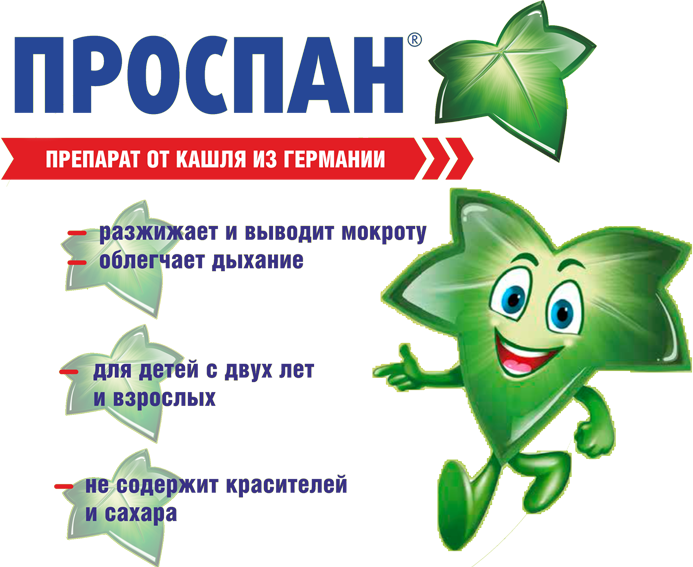 ПРОСПАН®
ПРЕПАРАТ ОТ КАШЛЯ ИЗ ГЕРМАНИИ
– разжижает и выводит мокроту
– облегчает дыхание
– для детей с двух лет
и взрослых
– не содержит красителей
и сахара